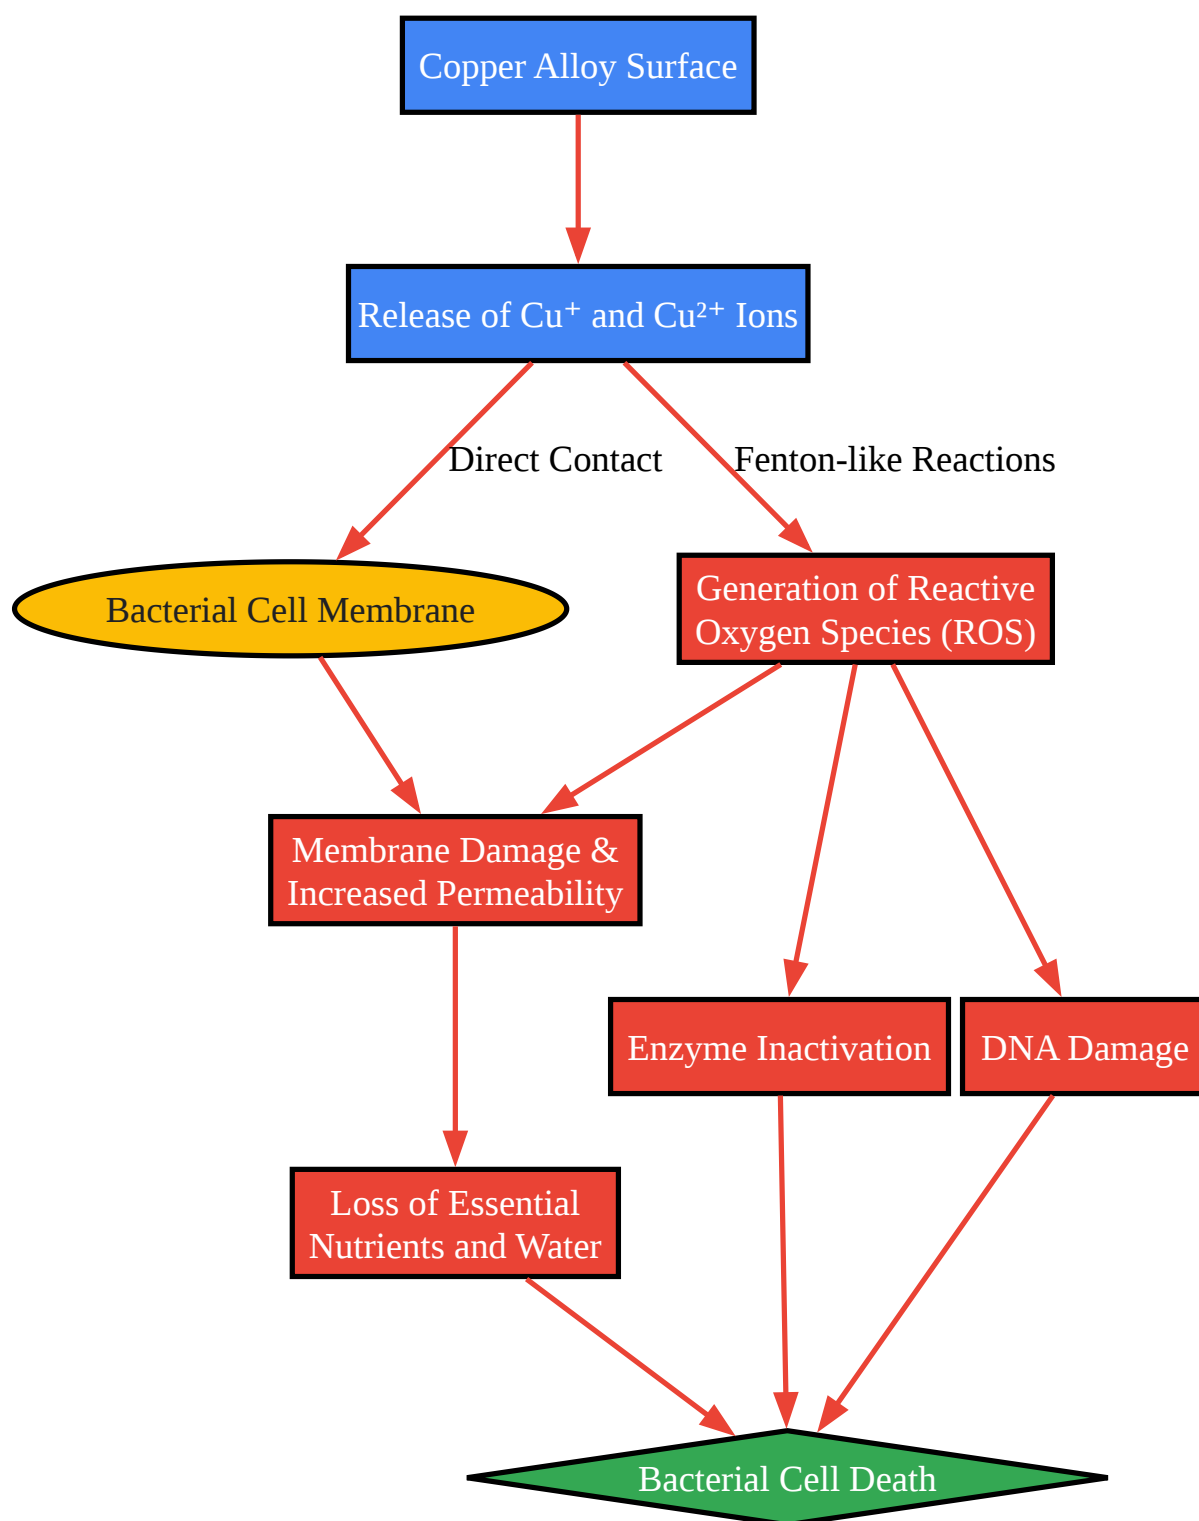 Copper Alloy Surface
Release of Cu⁺ and Cu²⁺ Ions
Direct Contact
Fenton-like Reactions
Bacterial Cell Membrane
Generation of Reactive
Oxygen Species (ROS)
Membrane Damage &
Increased Permeability
Enzyme Inactivation
DNA Damage
Loss of Essential
Nutrients and Water
Bacterial Cell Death